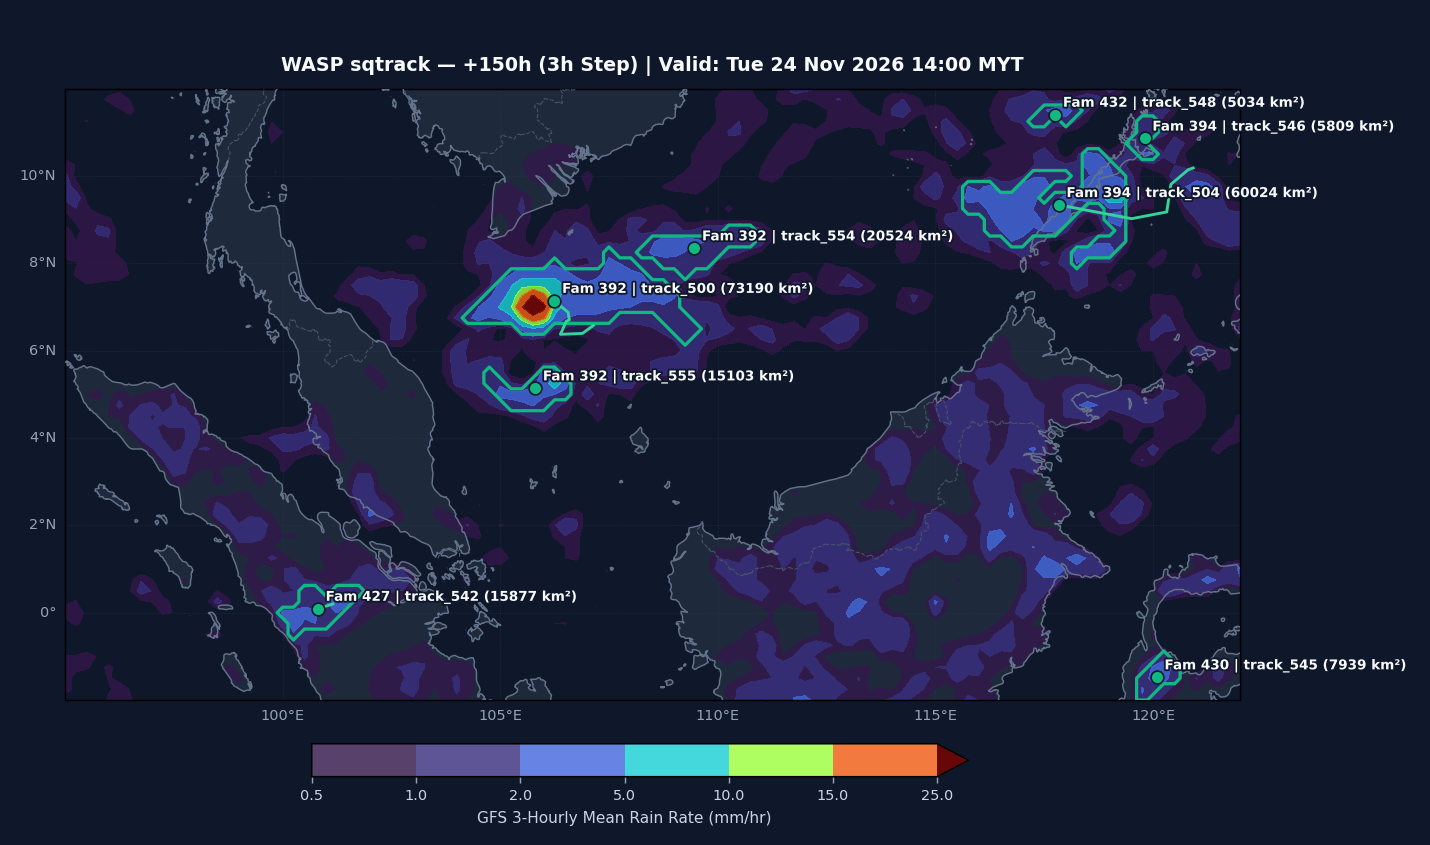 WASP sqtrack — +150h (3h Step) | Valid: Tue 24 Nov 2026 14:00 MYT
Fam 432 | track_548 (5034 km²)
Fam 394 | track_546 (5809 km²)
10°N
Fam 394 | track_504 (60024 km²)
Fam 392 | track_554 (20524 km²)
8°N
Fam 392 | track_500 (73190 km²)
6°N
Fam 392 | track_555 (15103 km²)
4°N
2°N
Fam 427 | track_542 (15877 km²)
0°
Fam 430 | track_545 (7939 km²)
100°E 105°E 110°E 115°E 120°E
0.5 1.0 2.0 5.0 10.0 15.0 25.0
GFS 3-Hourly Mean Rain Rate (mm/hr)